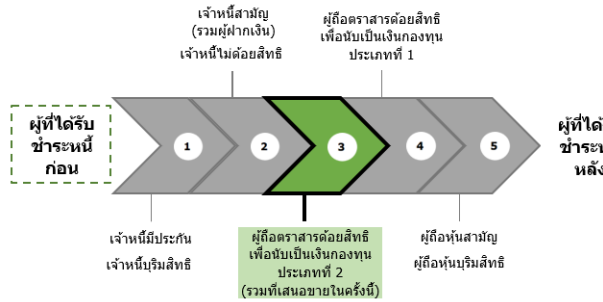 เจ้าหนี้สามัญ
(รวมผู้ฝากเงิน)
เจ้าหนี้ไม่ด้อยสิทธิ
ผู้ถือตราสารด้อยสิทธิ
เพื่อนับเป็นเงินกองทุน
ประเภทที่ 1
ผู้ที่ได้รับ
ชำระหนี้
ก่อน
1
2
3
4
5
เจ้าหนี้มีประกัน
เจ้าหนี้บุริมสิทธิ
ผู้ถือตราสารด้อยสิทธิ
เพื่อนับเป็นเงินกองทุน
ประเภทที่ 2
(รวมที่เสนอขายในครั้งนี้)
ผู้ถือหุ้นสามัญ
ผู้ถือหุ้นบุริมสิทธิ